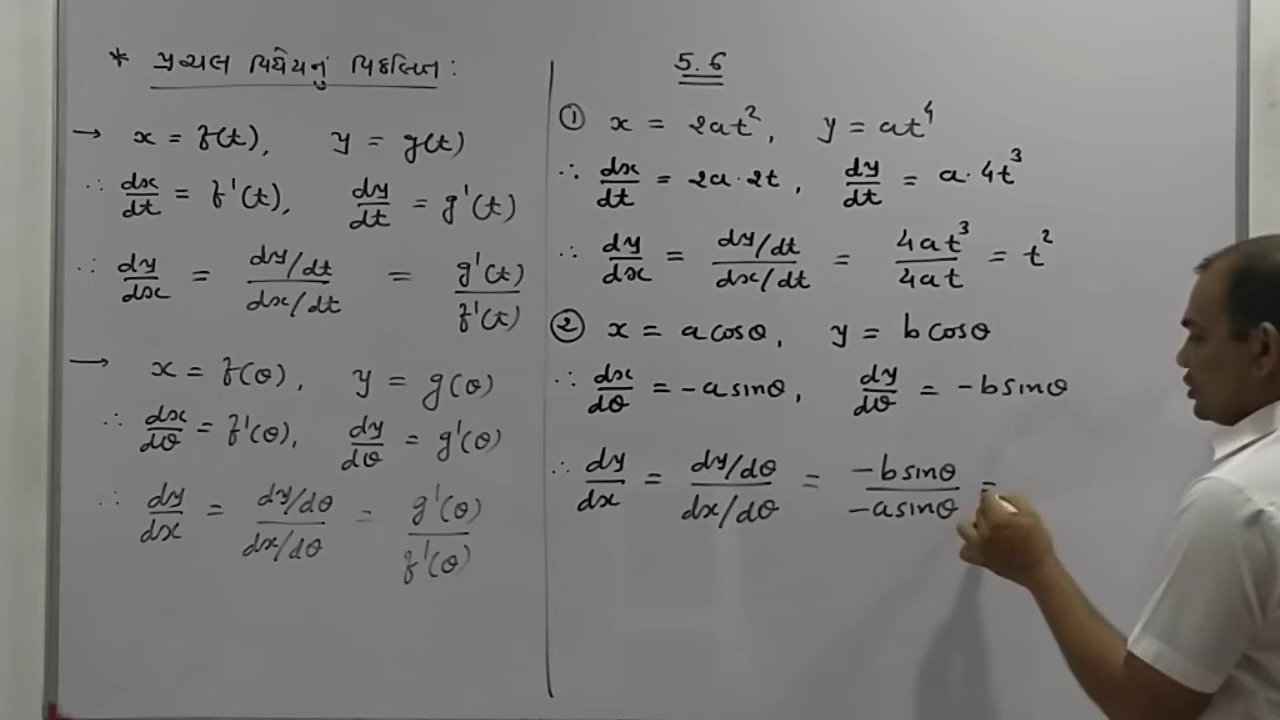 * પ્રચલ વિધેયનું વિકલિત :
→ x = f(t), y = g(t)
∴ dx/dt = f'(t), dy/dt = g'(t)
∴ dy/dx = (dy/dt)/(dx/dt) = g'(t)/f'(t)
→ x = f(θ), y = g(θ)
∴ dx/dθ = f'(θ), dy/dθ = g'(θ)
∴ dy/dx = (dy/dθ)/(dx/dθ) = g'(θ)/f'(θ)
5.6
① x = 2at², y = at⁴
∴ dx/dt = 2a·2t, dy/dt = a·4t³
∴ dy/dx = (dy/dt)/(dx/dt) = 4at³/4at = t²
② x = a cosθ, y = b cosθ
∴ dx/dθ = -a sinθ, dy/dθ = -b sinθ
∴ dy/dx = (dy/dθ)/(dx/dθ) = -b sinθ/-a sinθ =